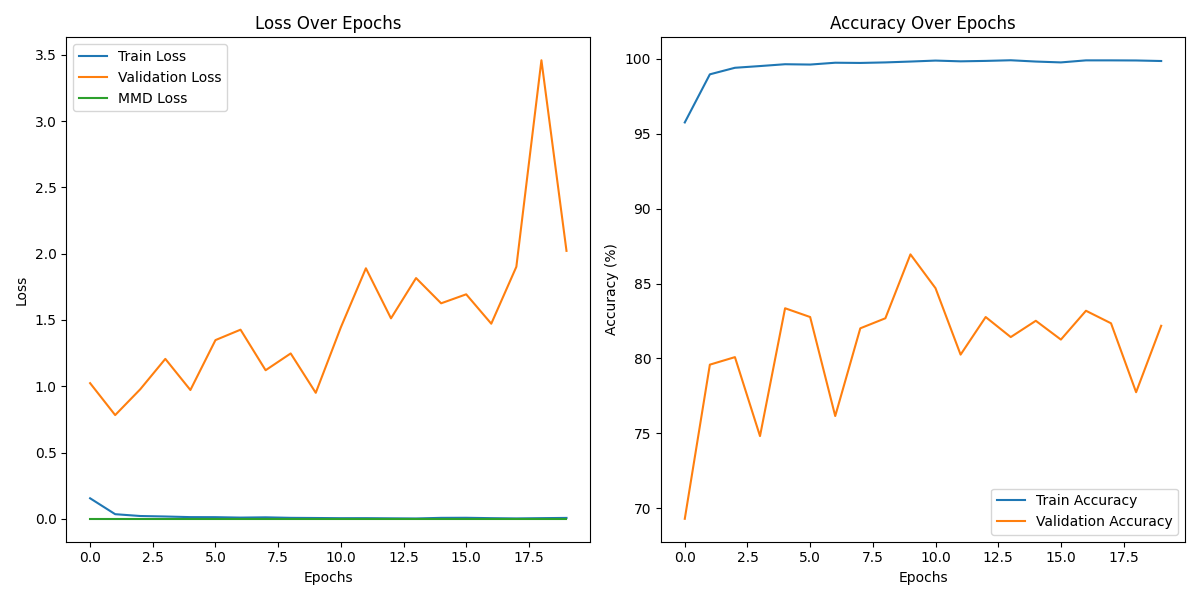 Loss Over Epochs
Train Loss
Validation Loss
MMD Loss
3.5
3.0
2.5
2.0
1.5
1.0
0.5
0.0
Loss
0.0 2.5 5.0 7.5 10.0 12.5 15.0 17.5
Epochs
Accuracy Over Epochs
100
95
90
85
80
75
70
Accuracy (%)
Train Accuracy
Validation Accuracy
0.0 2.5 5.0 7.5 10.0 12.5 15.0 17.5
Epochs